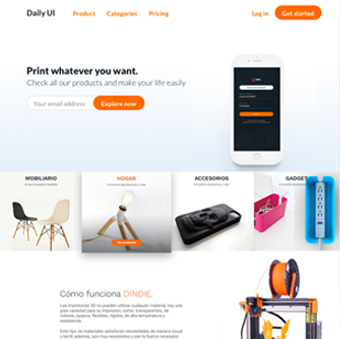 Daily UI Product Categories Pricing Log in Get started
Print whatever you want.
Check all our products and make your life easily
Your email address Explore now
MOBILIARIO HOGAR ACCESORIOS GADGET
Cómo funciona DINDIE.
Las impresoras 3D no pueden utilizar cualquier material, hay una
gran variedad para su impresión, como: transparentes, de
colores, opacos, flexibles, rígidos, de alta temperatura y
resistencia.
Este tipo de materiales satisfacen necesidades de manera visual
y táctil, además, son muy resistentes y con la fuerza necesaria